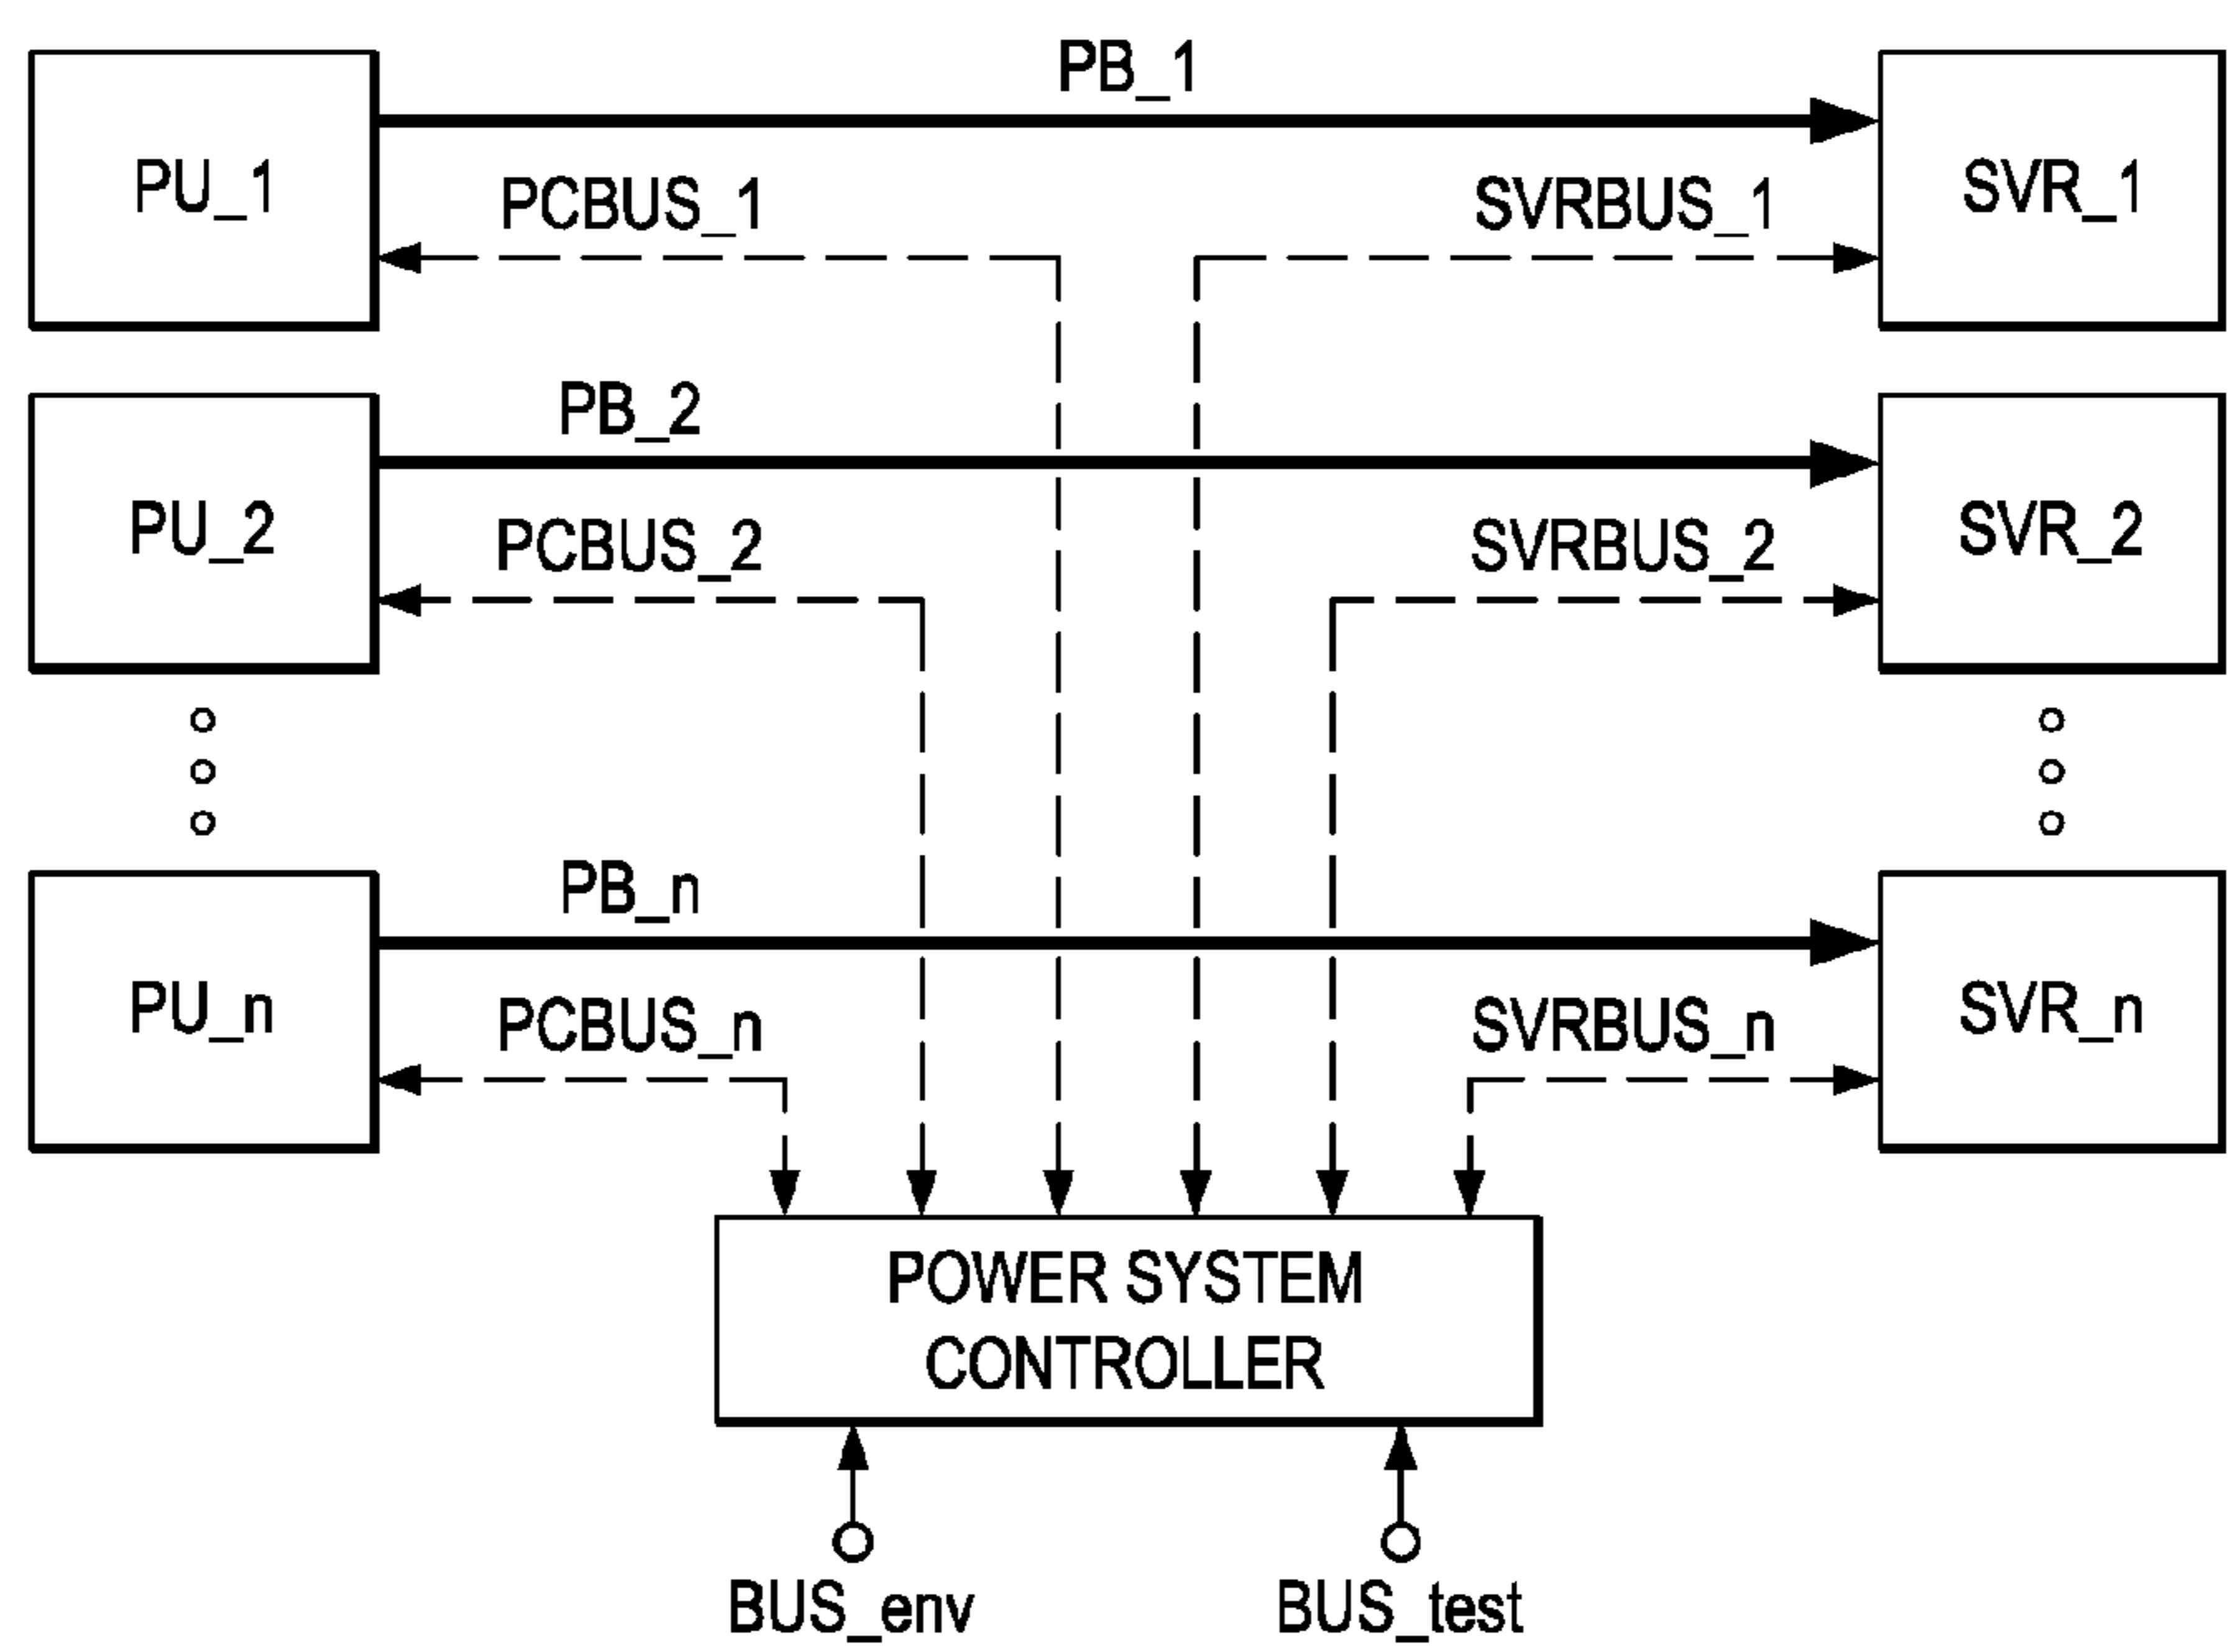 PB_1
PU_1
PCBUS_1
SVRBUS_1
SVR_1
PB_2
PU_2
PCBUS_2
SVRBUS_2
SVR_2
PB_n
PU_n
PCBUS_n
SVRBUS_n
SVR_n
POWER SYSTEM
CONTROLLER
BUS_env
BUS_test